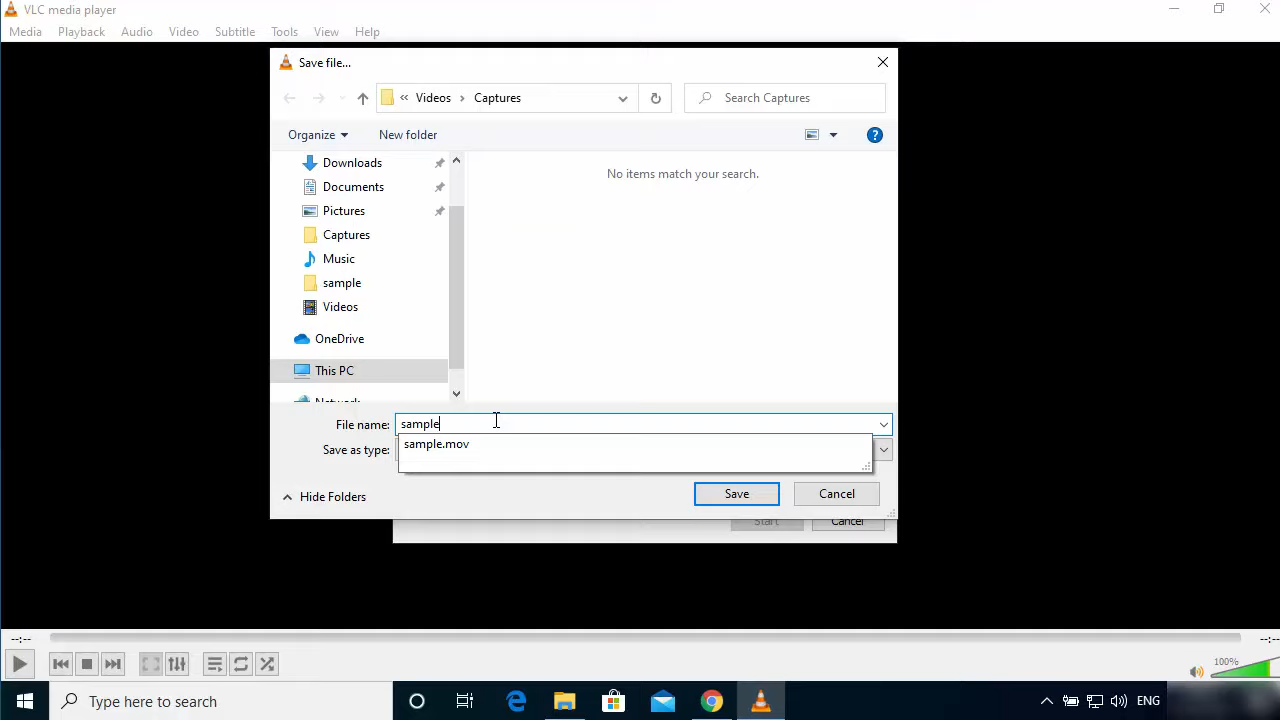 VLC media player
Media Playback Audio Video Subtitle Tools View Help
Save file...
« Videos › Captures
Search Captures
Organize
New folder
No items match your search.
Downloads
Documents
Pictures
Captures
Music
sample
Videos
OneDrive
This PC
Network
File name: sample
sample.mov
Save as type:
Hide Folders
Save
Cancel
Start
Cancel
--:--
--:--
100%
Type here to search
ENG